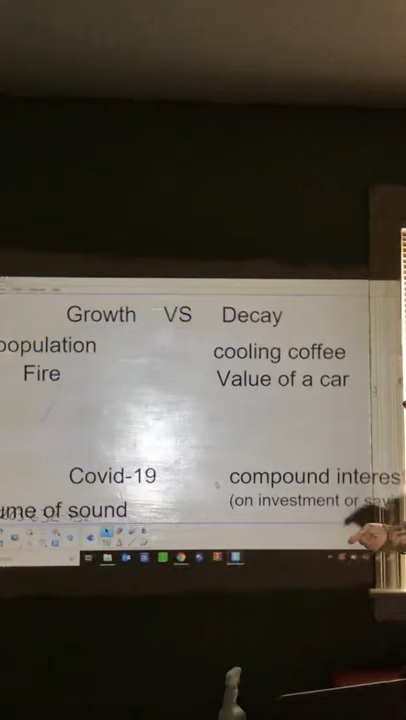 Growth VS Decay
population
cooling coffee
Fire
Value of a car
Covid-19
compound interes
ume of sound
(on investment or